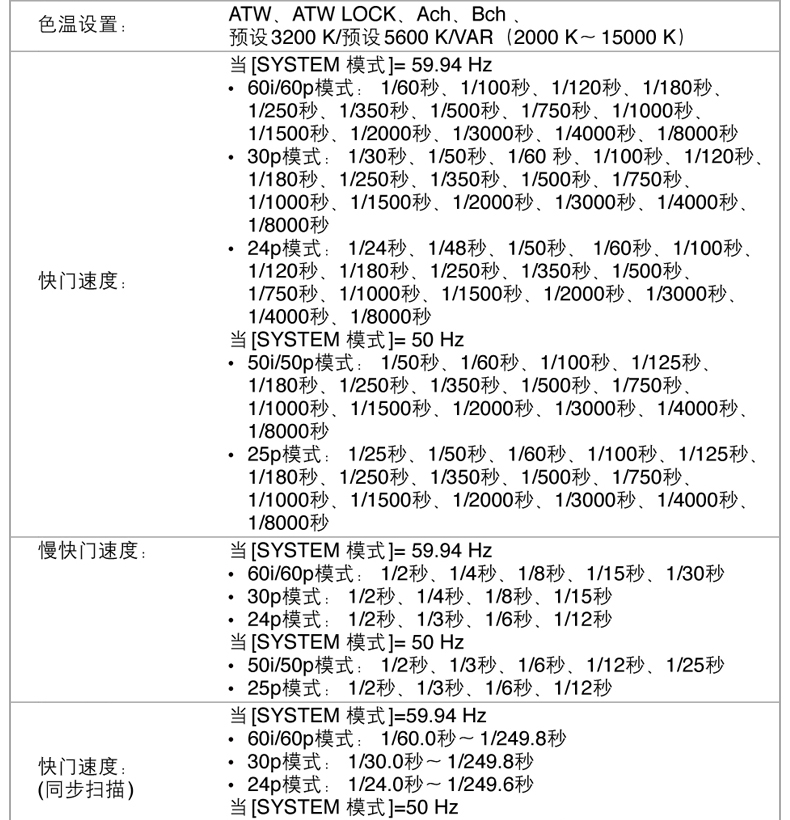 色温设置：
ATW、ATW LOCK、Ach、Bch 、
预设3200 K/预设5600 K/VAR（2000 K～ 15000 K）
快门速度：
当[SYSTEM 模式]= 59.94 Hz
• 60i/60p模式： 1/60秒、1/100秒、1/120秒、1/180秒、
1/250秒、1/350秒、1/500秒、1/750秒、1/1000秒、
1/1500秒、1/2000秒、1/3000秒、1/4000秒、1/8000秒
• 30p模式： 1/30秒、1/50秒、1/60 秒、1/100秒、1/120秒、
1/180秒、1/250秒、1/350秒、1/500秒、1/750秒、
1/1000秒、1/1500秒、1/2000秒、1/3000秒、1/4000秒、
1/8000秒
• 24p模式： 1/24秒、1/48秒、1/50秒、 1/60秒、1/100秒、
1/120秒、1/180秒、1/250秒、1/350秒、1/500秒、
1/750秒、1/1000秒、1/1500秒、1/2000秒、1/3000秒、
1/4000秒、1/8000秒
当[SYSTEM 模式]= 50 Hz
• 50i/50p模式： 1/50秒、1/60秒、1/100秒、1/125秒、
1/180秒、1/250秒、1/350秒、1/500秒、1/750秒、
1/1000秒、1/1500秒、1/2000秒、1/3000秒、1/4000秒、
1/8000秒
• 25p模式： 1/25秒、1/50秒、1/60秒、1/100秒、1/125秒、
1/180秒、1/250秒、1/350秒、1/500秒、1/750秒、
1/1000秒、1/1500秒、1/2000秒、1/3000秒、1/4000秒、
1/8000秒
慢快门速度：
当[SYSTEM 模式]= 59.94 Hz
• 60i/60p模式： 1/2秒、1/4秒、1/8秒、1/15秒、1/30秒
• 30p模式： 1/2秒、1/4秒、1/8秒、1/15秒
• 24p模式： 1/2秒、1/3秒、1/6秒、1/12秒
当[SYSTEM 模式]= 50 Hz
• 50i/50p模式： 1/2秒、1/3秒、1/6秒、1/12秒、1/25秒
• 25p模式： 1/2秒、1/3秒、1/6秒、1/12秒
快门速度：
(同步扫描)
当[SYSTEM 模式]=59.94 Hz
• 60i/60p模式： 1/60.0秒～ 1/249.8秒
• 30p模式： 1/30.0秒～ 1/249.8秒
• 24p模式： 1/24.0秒～ 1/249.6秒
当[SYSTEM 模式]=50 Hz